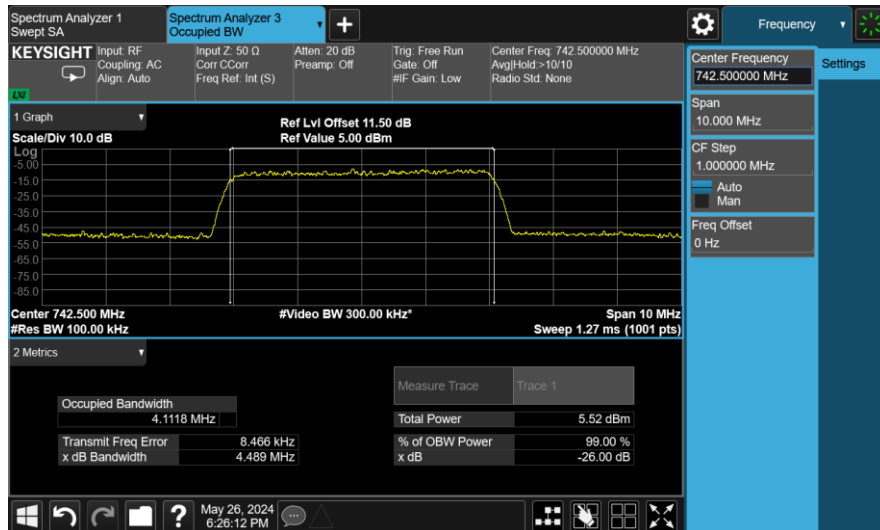 Spectrum Analyzer 1
Swept SA
Spectrum Analyzer 3
Occupied BW
+
Frequency
KEYSIGHT
Input: RF
Coupling: AC
Align: Auto
Input Z: 50 Ω
Corr CCorr
Freq Ref: Int (S)
Atten: 20 dB
Preamp: Off
Trig: Free Run
Gate: Off
#IF Gain: Low
Center Freq: 742.500000 MHz
Avg|Hold:>10/10
Radio Std: None
LXI
Center Frequency
742.500000 MHz
Settings
Span
10.000 MHz
CF Step
1.000000 MHz
Auto
Man
Freq Offset
0 Hz
1 Graph
Scale/Div 10.0 dB
Ref Lvl Offset 11.50 dB
Ref Value 5.00 dBm
Log
-5.00
-15.0
-25.0
-35.0
-45.0
-55.0
-65.0
-75.0
-85.0
Center 742.500 MHz
#Res BW 100.00 kHz
#Video BW 300.00 kHz*
Span 10 MHz
Sweep 1.27 ms (1001 pts)
2 Metrics
Measure Trace Trace 1
Occupied Bandwidth
4.1118 MHz
Total Power 5.52 dBm
Transmit Freq Error 8.466 kHz
% of OBW Power 99.00 %
x dB Bandwidth 4.489 MHz
x dB -26.00 dB
?
May 26, 2024
6:26:12 PM